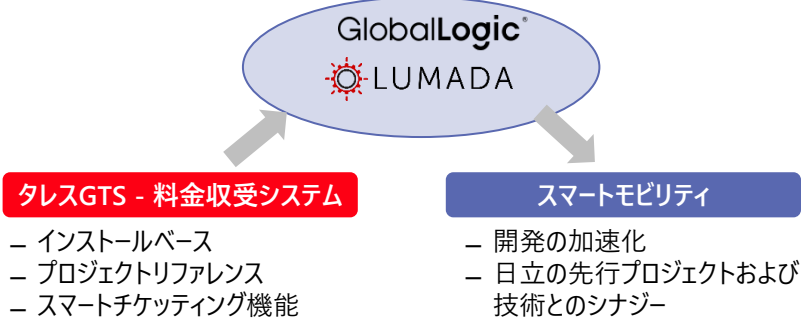 GlobalLogic®
LUMADA
タレスGTS - 料金収受システム
– インストールベース
– プロジェクトリファレンス
– スマートチケッティング機能
スマートモビリティ
– 開発の加速化
– 日立の先行プロジェクトおよび
技術とのシナジー